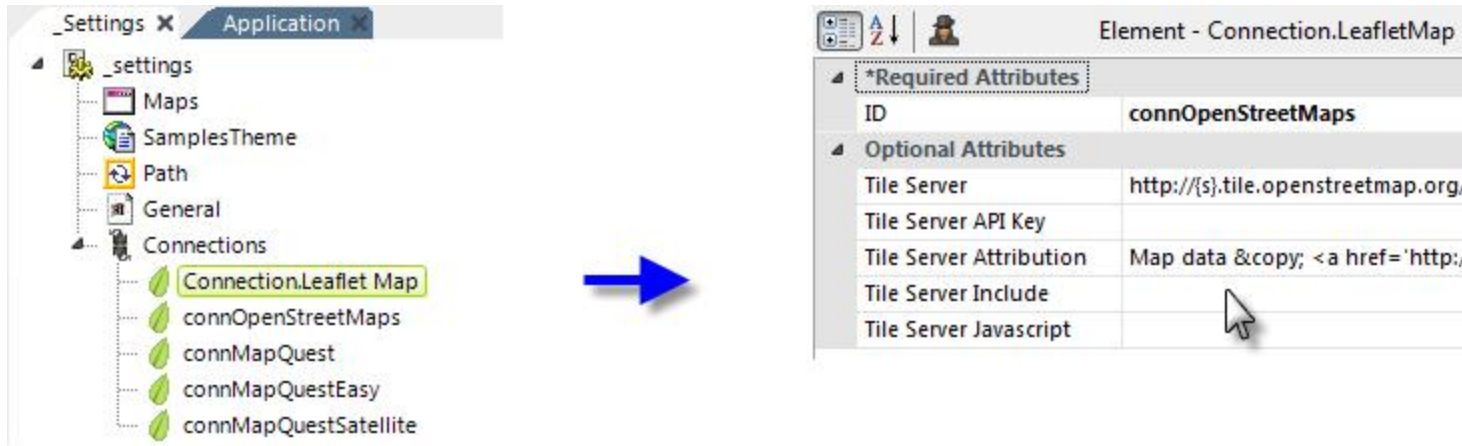 _Settings
Application
_settings
Maps
SamplesTheme
Path
General
Connections
Connection.Leaflet Map
connOpenStreetMaps
connMapQuest
connMapQuestEasy
connMapQuestSatellite
Element - Connection.LeafletMap
*Required Attributes
ID connOpenStreetMaps
Optional Attributes
Tile Server http://{s}.tile.openstreetmap.org/
Tile Server API Key
Tile Server Attribution Map data &copy; <a href='http:/
Tile Server Include
Tile Server Javascript